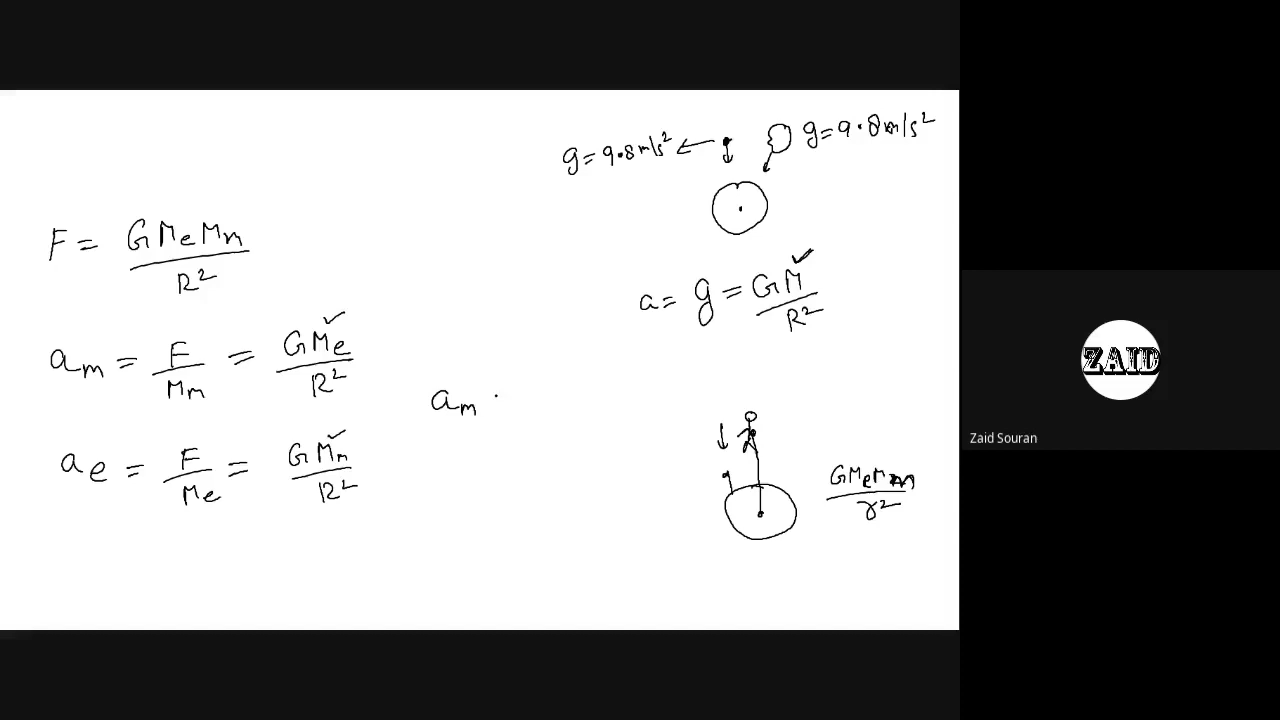 g = 9.8 m/s²
g = 9.8 m/s²
F = GMeMm / R²
a = g = GM / R²
am = F / Mm = GMe / R²
am
ae = F / Me = GMm / R²
GMeMm / r²
ZAID
Zaid Souran